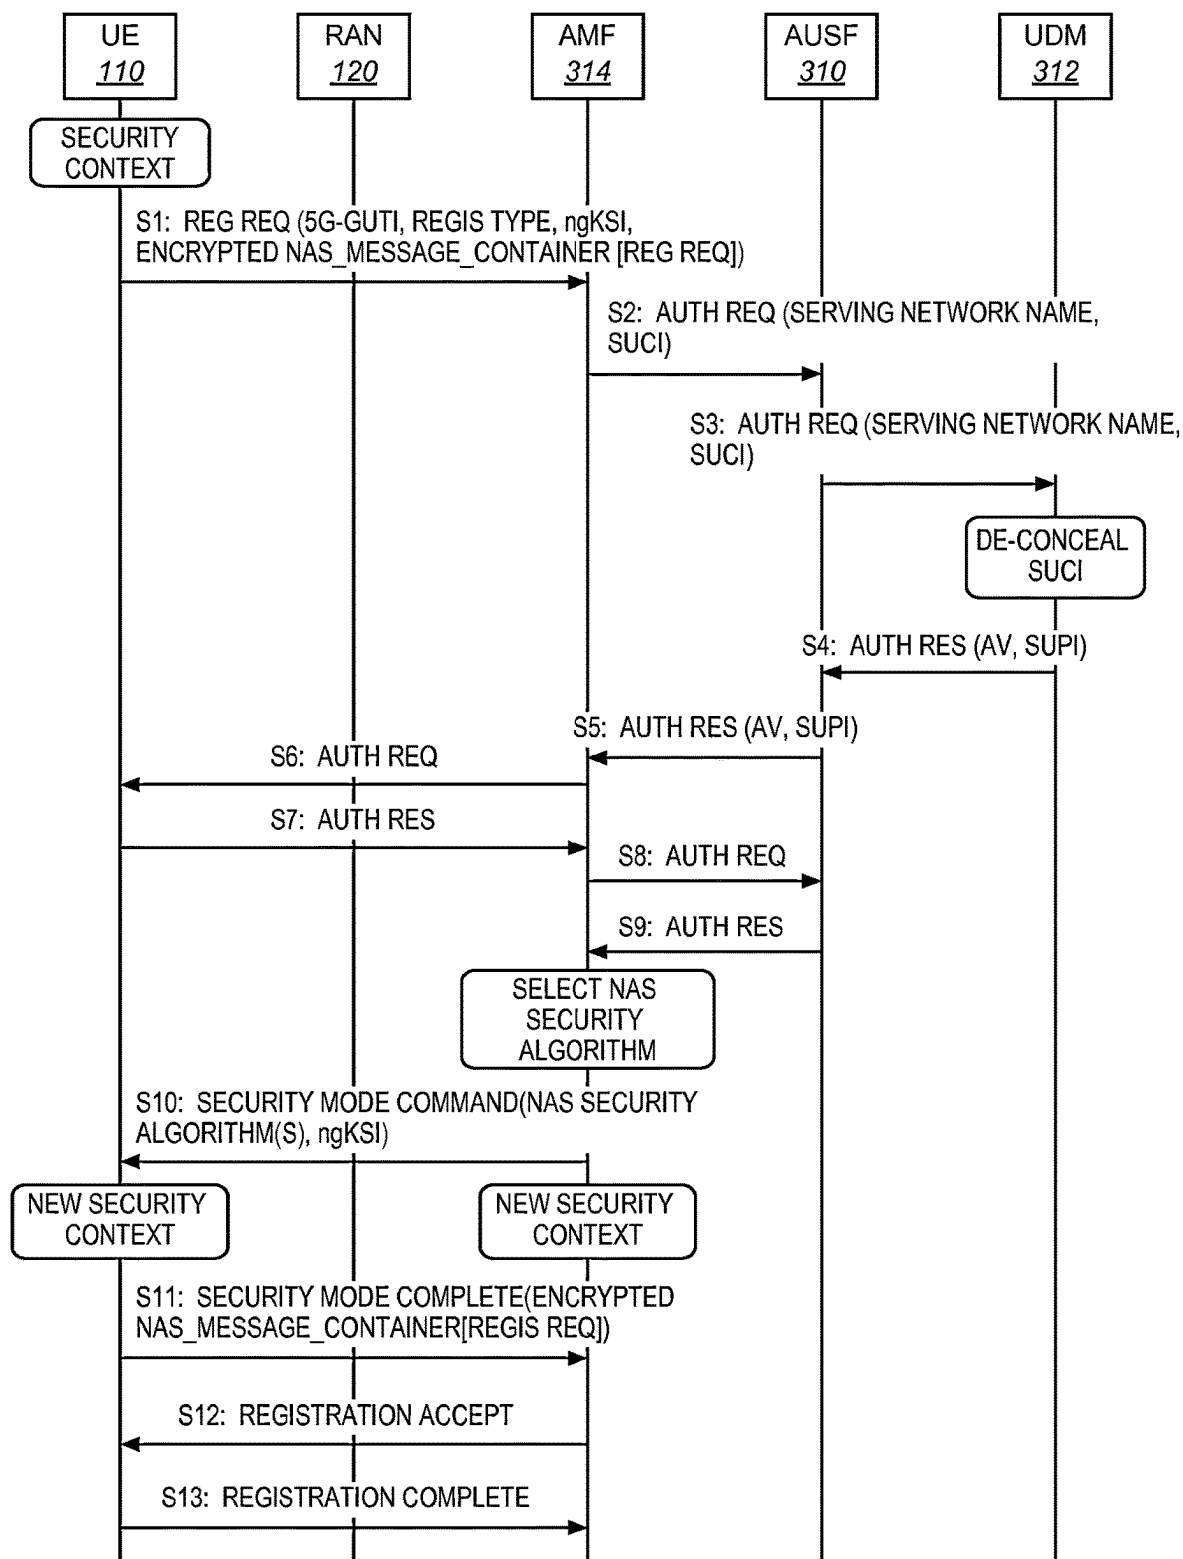 UE
110
RAN
120
AMF
314
AUSF
310
UDM
312
SECURITY
CONTEXT
S1: REG REQ (5G-GUTI, REGIS TYPE, ngKSI,
ENCRYPTED NAS_MESSAGE_CONTAINER [REG REQ])
S2: AUTH REQ (SERVING NETWORK NAME,
SUCI)
S3: AUTH REQ (SERVING NETWORK NAME,
SUCI)
DE-CONCEAL
SUCI
S4: AUTH RES (AV, SUPI)
S5: AUTH RES (AV, SUPI)
S6: AUTH REQ
S7: AUTH RES
S8: AUTH REQ
S9: AUTH RES
SELECT NAS
SECURITY
ALGORITHM
S10: SECURITY MODE COMMAND(NAS SECURITY
ALGORITHM(S), ngKSI)
NEW SECURITY
CONTEXT
NEW SECURITY
CONTEXT
S11: SECURITY MODE COMPLETE(ENCRYPTED
NAS_MESSAGE_CONTAINER[REGIS REQ])
S12: REGISTRATION ACCEPT
S13: REGISTRATION COMPLETE